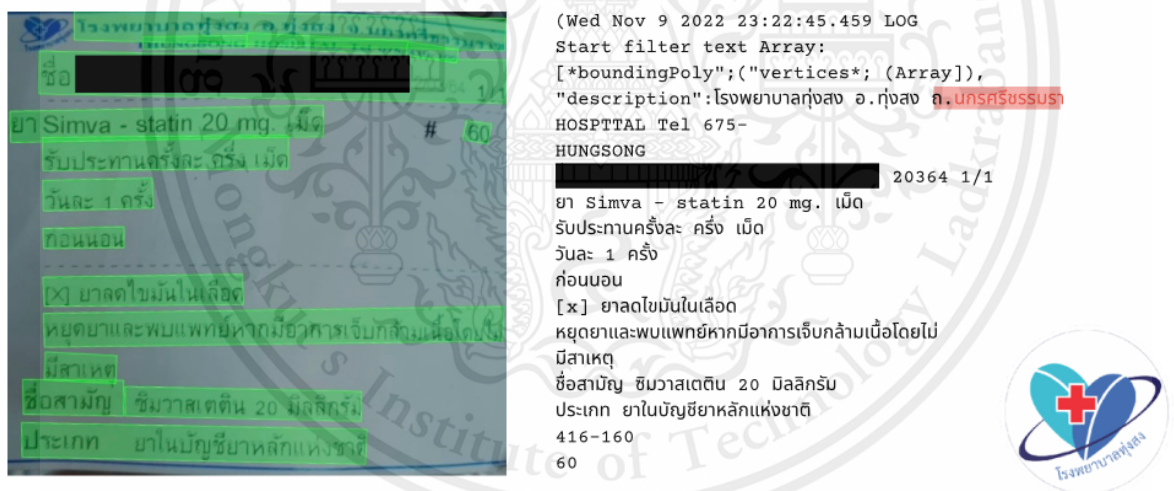 โรงพยาบาลทุ่งสง อ.ทุ่งสง จ.นครศรีธรรมราช
ชื่อ
1/1
ยา Simva - statin 20 mg. เม็ด # 60
รับประทานครั้งละ ครึ่ง เม็ด
วันละ 1 ครั้ง
ก่อนนอน
[X] ยาลดไขมันในเลือด
หยุดยาและพบแพทย์หากมีอาการเจ็บกล้ามเนื้อโดยไม่
มีสาเหตุ
ชื่อสามัญ ซิมวาสเตติน 20 มิลลิกรัม
ประเภท ยาในบัญชียาหลักแห่งชาติ
(Wed Nov 9 2022 23:22:45.459 LOG
Start filter text Array:
[*boundingPoly";("vertices*; (Array]),
"description":โรงพยาบาลทุ่งสง อ.ทุ่งสง ถ.นกรศรีชรรมรา
HOSPTTAL Tel 675-
HUNGSONG
20364 1/1
ยา Simva - statin 20 mg. เม็ด
รับประทานครั้งละ ครึ่ง เม็ด
วันละ 1 ครั้ง
ก่อนนอน
[x] ยาลดไขมันในเลือด
หยุดยาและพบแพทย์หากมีอาการเจ็บกล้ามเนื้อโดยไม่
มีสาเหตุ
ชื่อสามัญ ซิมวาสเตติน 20 มิลลิกรัม
ประเภท ยาในบัญชียาหลักแห่งชาติ
416-160
60
โรงพยาบาลทุ่งสง
Institute of Technology Ladkraban